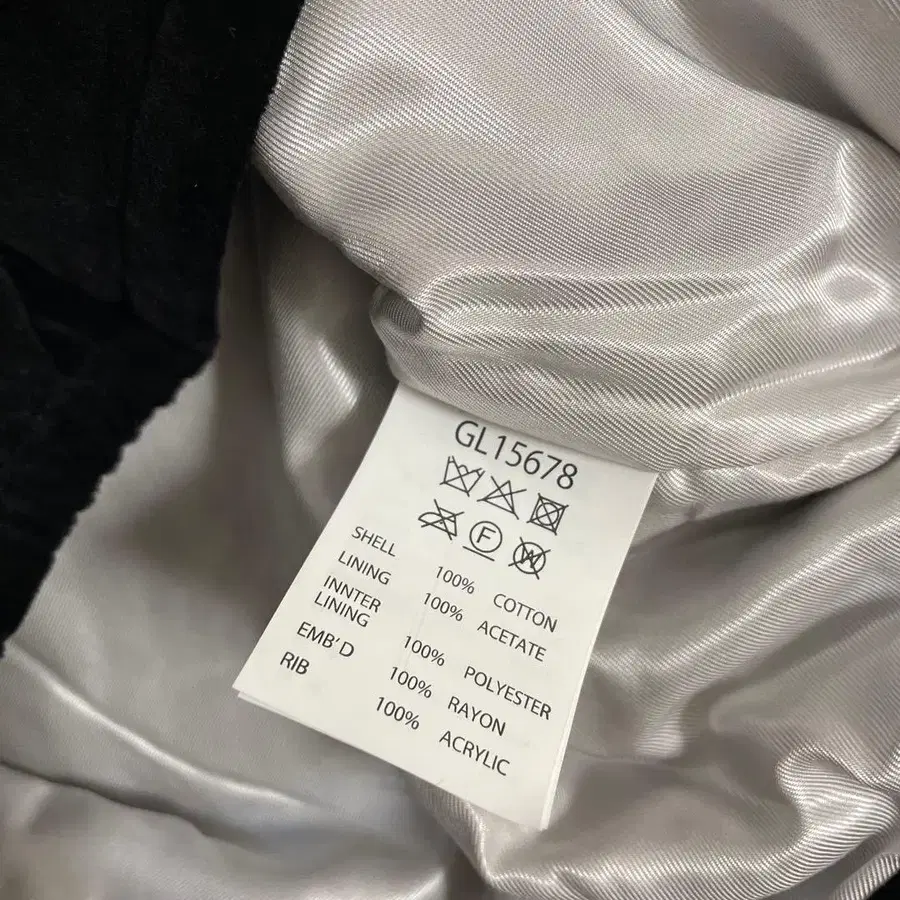 GL15678
F
W
SHELL 100% COTTON
LINING 100% ACETATE
INNTER
LINING 100% POLYESTER
EMB'D 100% RAYON
RIB 100% ACRYLIC